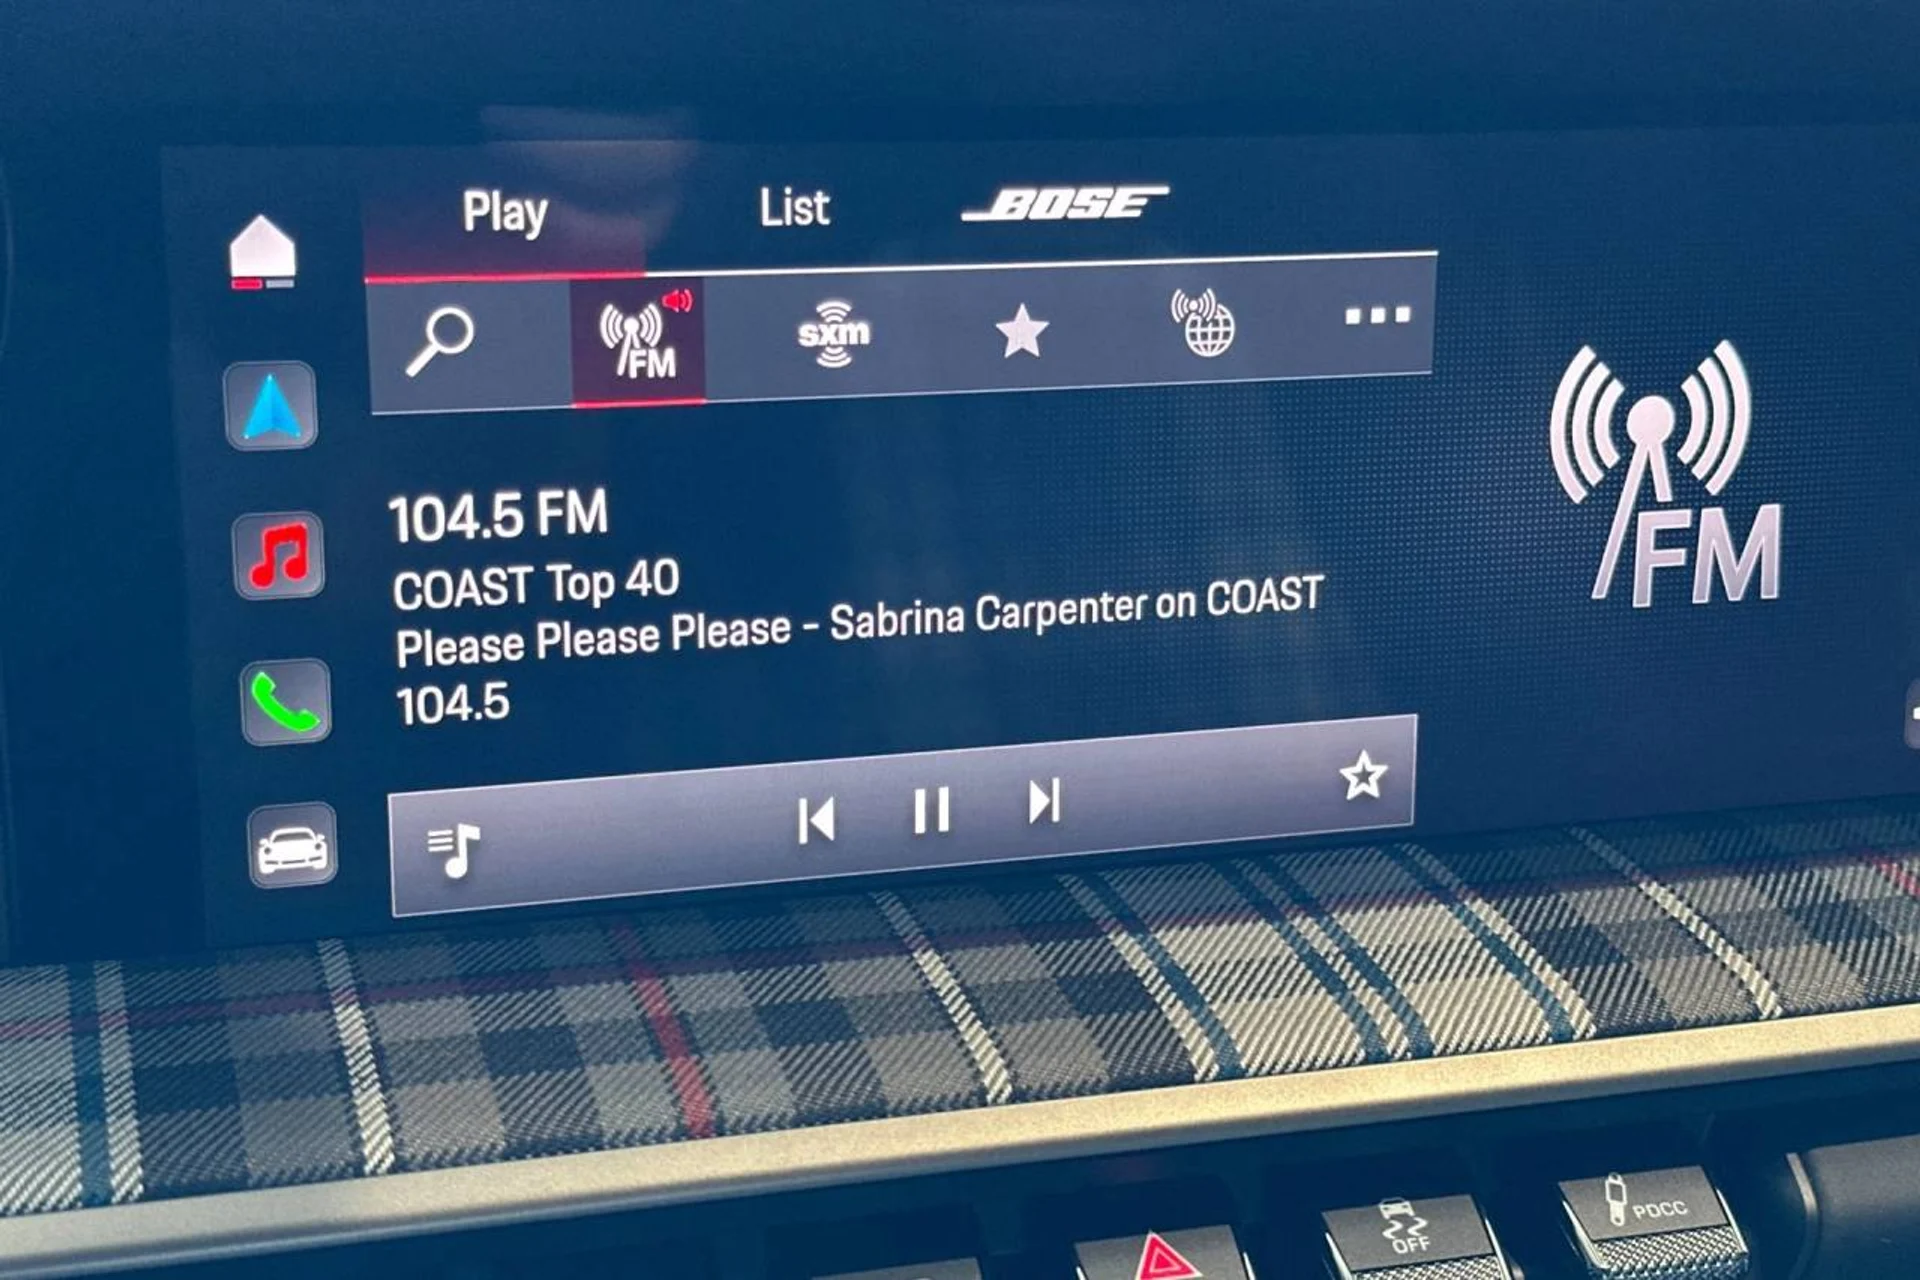 Play
List
BOSE
FM
sxm
104.5 FM
COAST Top 40
Please Please Please - Sabrina Carpenter on COAST
104.5
FM
OFF
PDCC